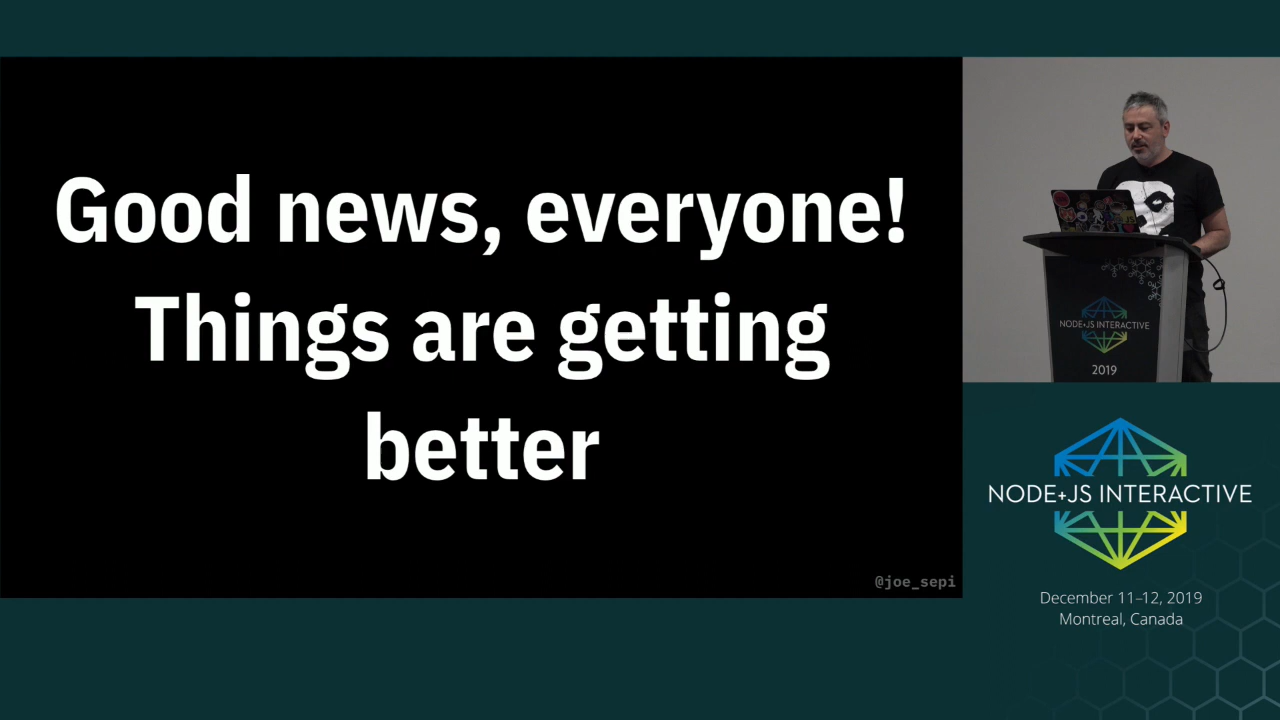 Good news, everyone!
Things are getting
better
@joe_sepi
NODE+JS INTERACTIVE
2019
NODE+JS INTERACTIVE
December 11–12, 2019
Montreal, Canada